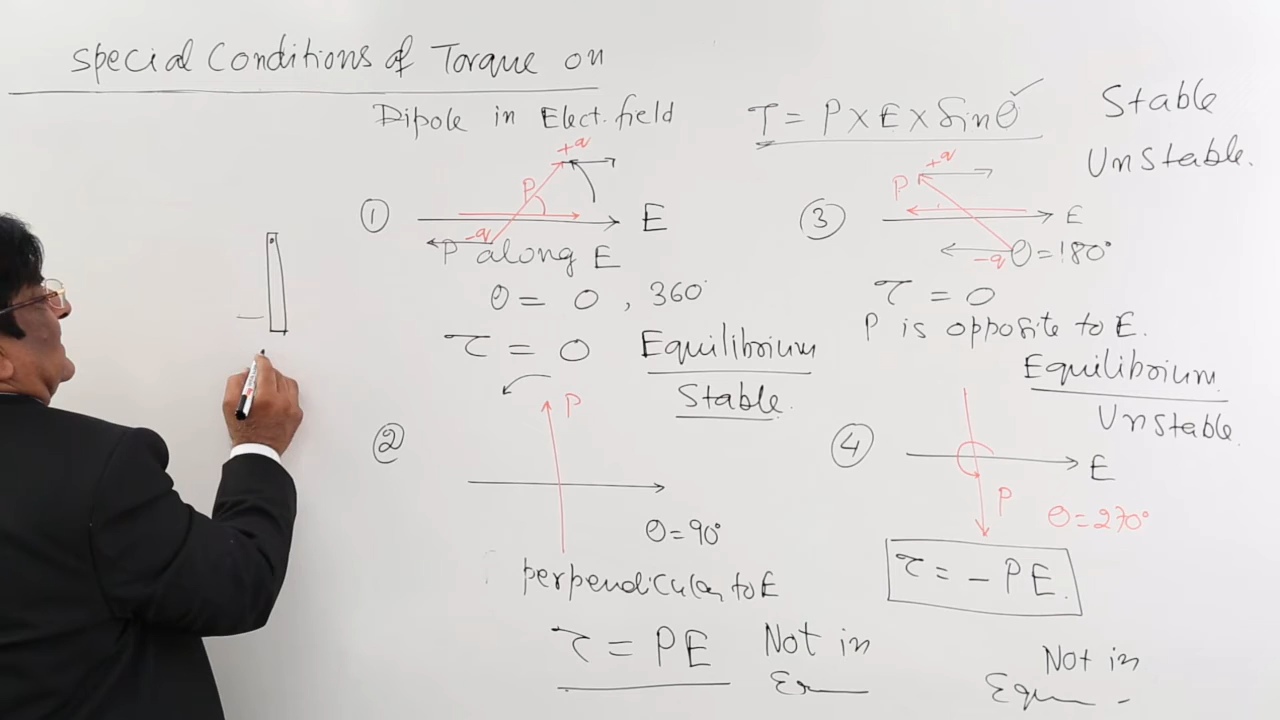 Special Conditions of Torque on
Dipole in Elect. field
T = P X E X Sinθ ✓
Stable
Unstable.
①
+q
P
E
-q
P along E
θ = 0 , 360°
τ = 0
Equilibrium
Stable.
②
P
θ = 90°
perpendicular to E
τ = PE
Not in
③
+q
P
E
-q
θ = 180°
τ = 0
P is opposite to E.
Equilibrium
Unstable.
④
E
P
θ = 270°
τ = - PE.
Not in